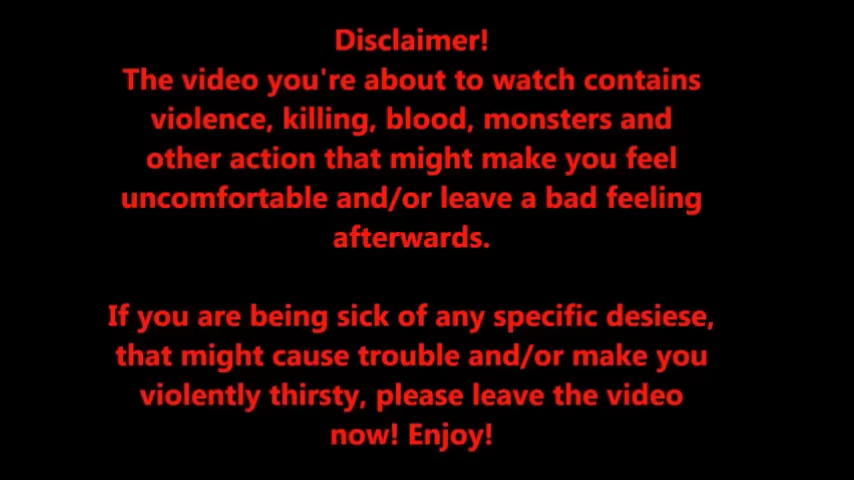 Disclaimer!
The video you're about to watch contains
violence, killing, blood, monsters and
other action that might make you feel
uncomfortable and/or leave a bad feeling
afterwards.
If you are being sick of any specific desiese,
that might cause trouble and/or make you
violently thirsty, please leave the video
now! Enjoy!